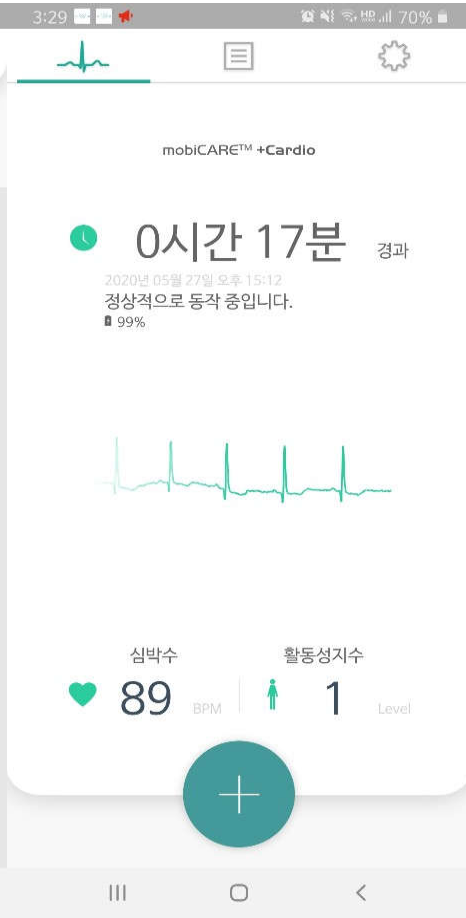 3:29 HD 70%
mobiCARE™ +Cardio
0시간 17분 경과
2020년 05월 27일 오후 15:12
정상적으로 동작 중입니다.
99%
심박수 활동성지수
89 BPM 1 Level